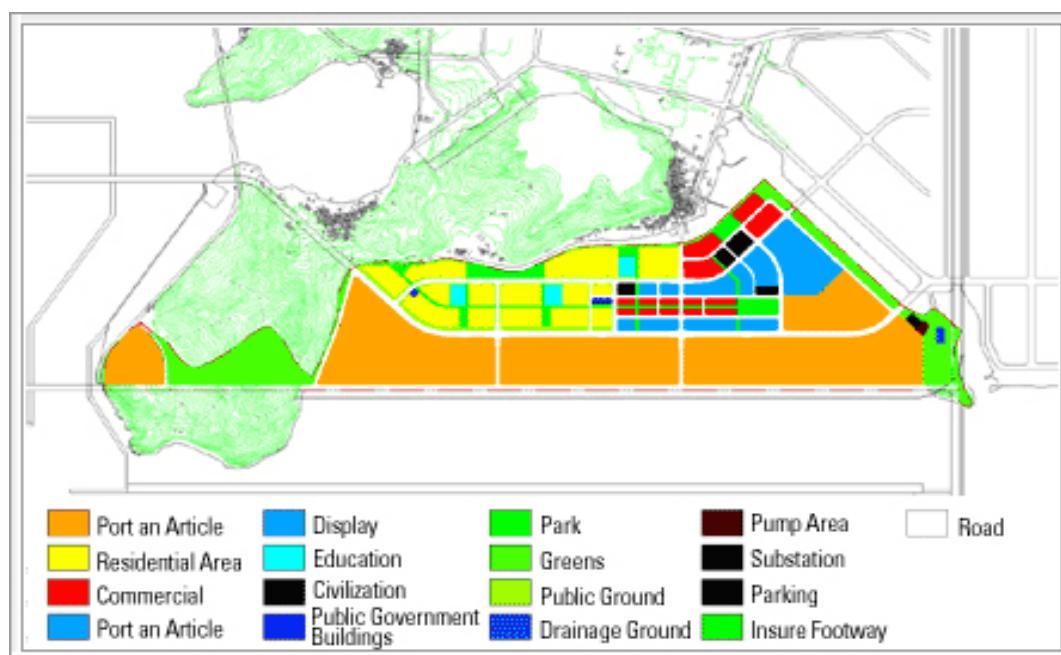 Port an Article
Display
Park
Pump Area
Road
Residential Area
Education
Greens
Substation
Commercial
Civilization
Public Ground
Parking
Port an Article
Public Government
Buildings
Drainage Ground
Insure Footway